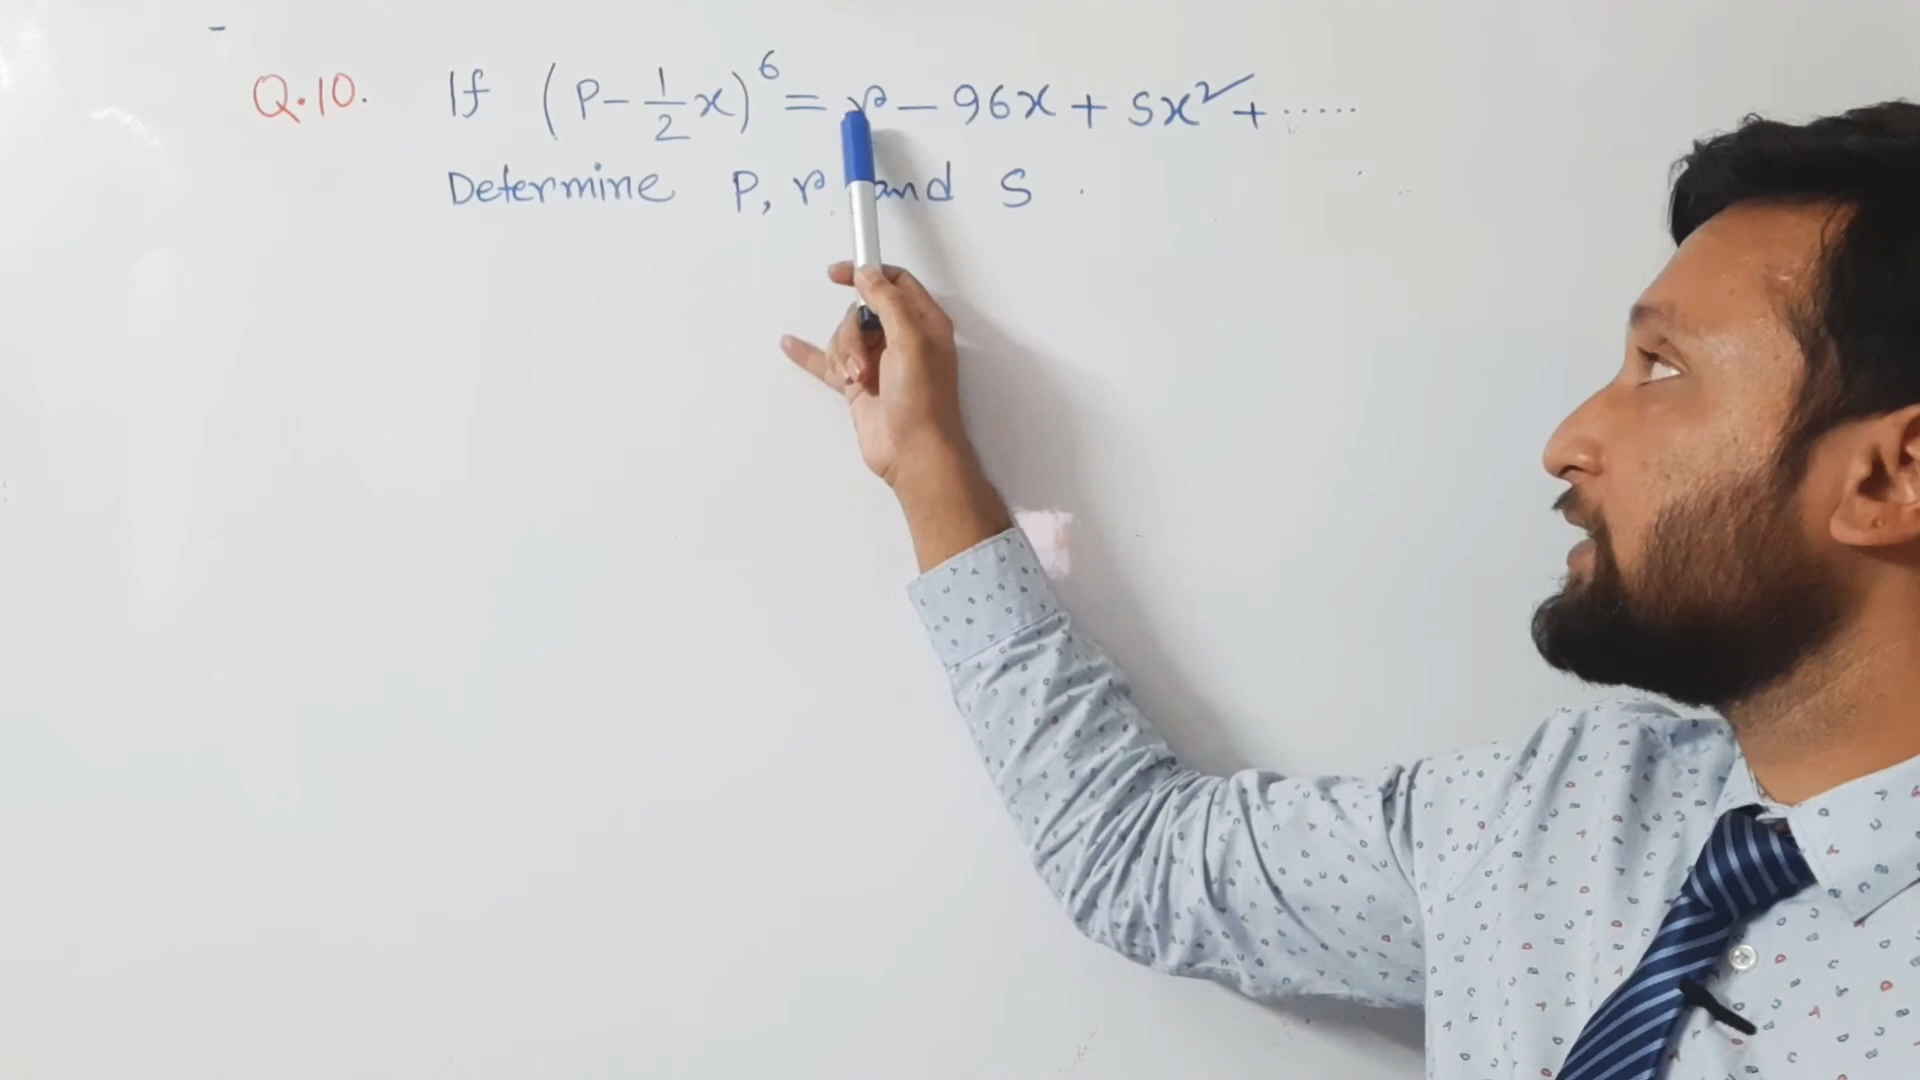 Q.10. If (P - 1/2 x)^6 = r - 96x + Sx² + ......
Determine P, r and S .